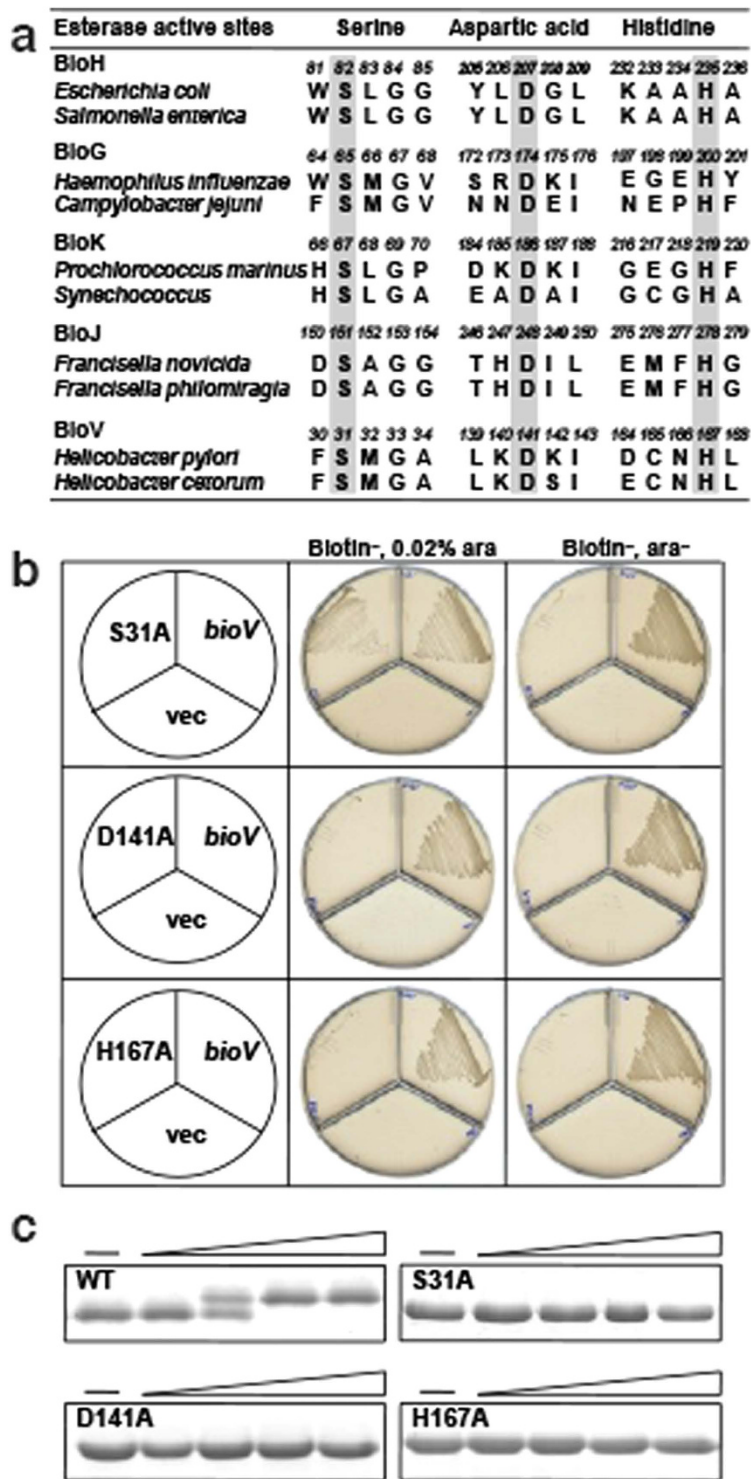 a
Esterase active sites Serine Aspartic acid Histidine
BioH 81 82 83 84 85 205 206 207 208 209 232 233 234 235 236
Escherichia coli W S L G G Y L D G L K A A H A
Salmonella enterica W S L G G Y L D G L K A A H A
BioG 64 65 66 67 68 172 173 174 175 176 197 198 199 200 201
Haemophilus influenzae W S M G V S R D K I E G E H Y
Campylobacter jejuni F S M G V N N D E I N E P H F
BioK 66 67 68 69 70 184 185 186 187 188 216 217 218 219 220
Prochlorococcus marinus H S L G P D K D K I G E G H F
Synechococcus H S L G A E A D A I G C G H A
BioJ 150 151 152 153 154 246 247 248 249 250 275 276 277 278 279
Francisella novicida D S A G G T H D I L E M F H G
Francisella philomiragia D S A G G T H D I L E M F H G
BioV 30 31 32 33 34 139 140 141 142 143 164 165 166 167 168
Helicobacter pylori F S M G A L K D K I D C N H L
Helicobacter cetorum F S M G A L K D S I E C N H L
b
Biotin⁻, 0.02% ara Biotin⁻, ara⁻
S31A bioV
vec
D141A bioV
vec
H167A bioV
vec
c
WT S31A
D141A H167A